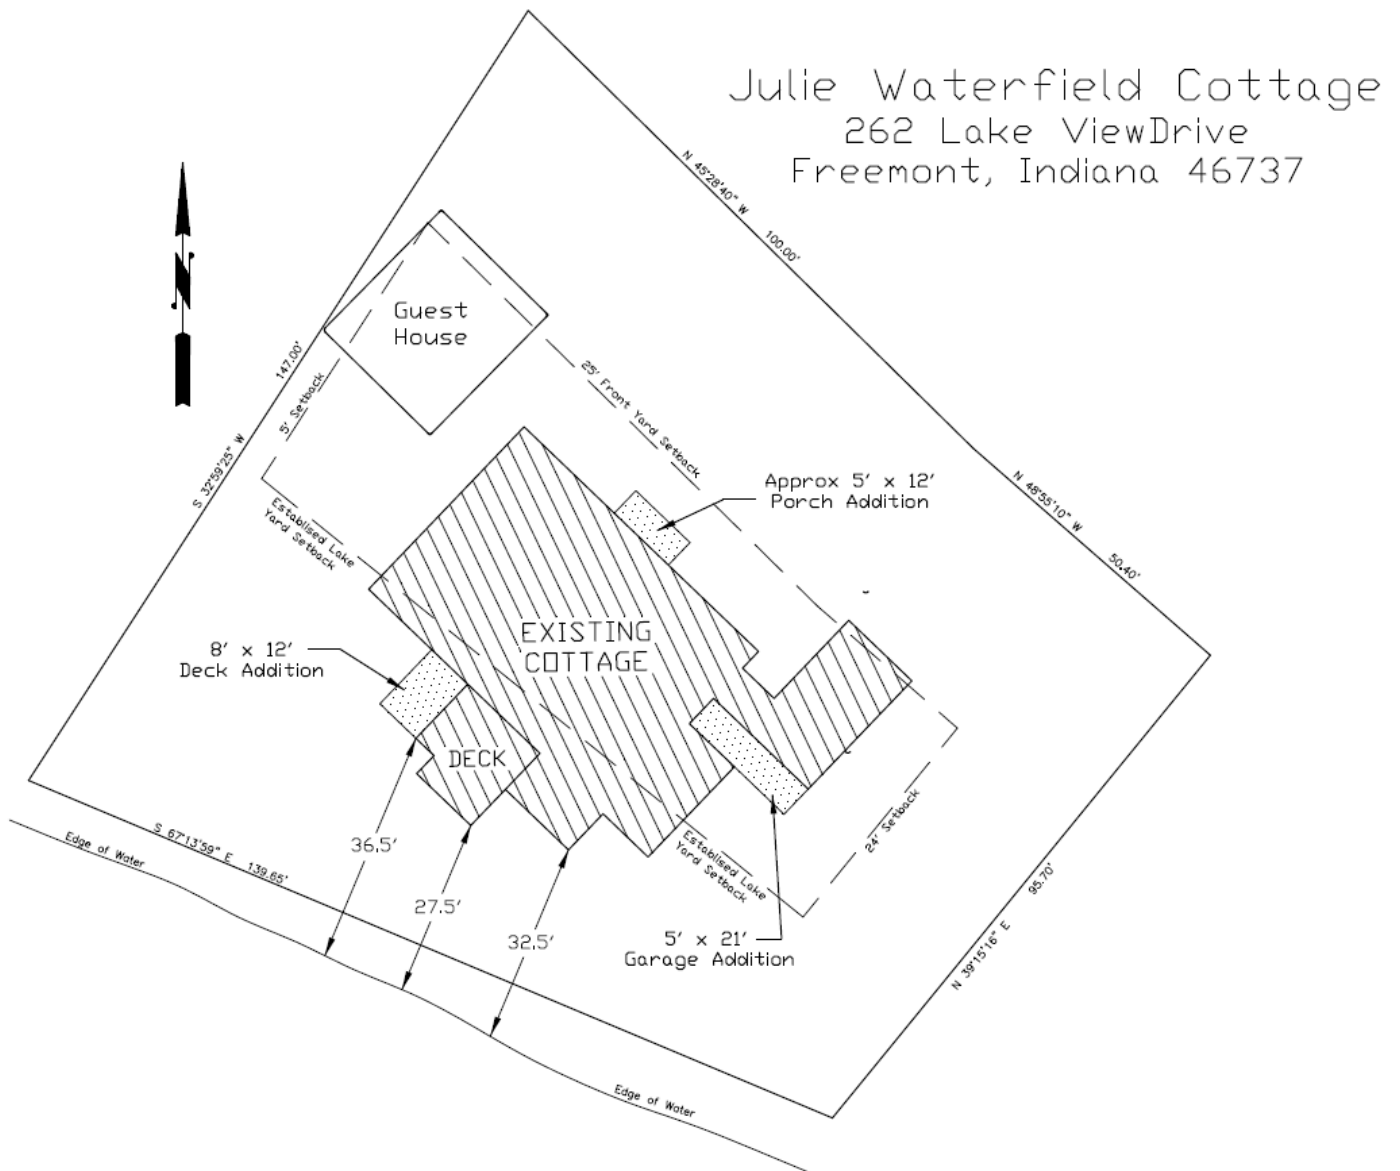 Julie Waterfield Cottage
262 Lake ViewDrive
Freemont, Indiana 46737
N 45°28'40" W
100.00'
N
Guest
House
147.00'
5' Setback
25' Front Yard Setback
S 32°59'25" W
Approx 5' x 12'
Porch Addition
N 48°55'10" W
50.40'
Establised Lake
Yard Setback
EXISTING
COTTAGE
8' x 12'
Deck Addition
DECK
24' Setback
S 67°13'59" E
139.65'
Edge of Water
36.5'
27.5'
32.5'
Establised Lake
Yard Setback
5' x 21'
Garage Addition
95.70'
N 39°15'16" E
Edge of Water